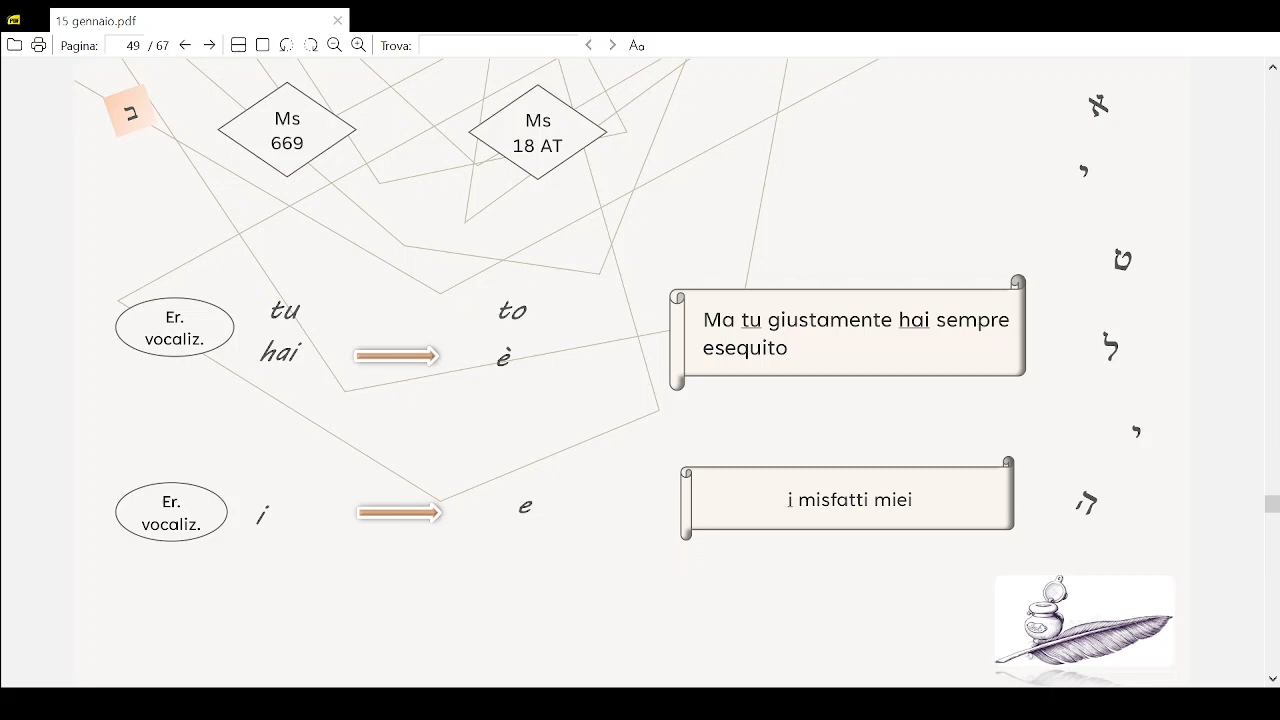 15 gennaio.pdf
Pagina: 49 / 67 Trova: Aa
ב
Ms
669
Ms
18 AT
א
י
ט
ל
י
ה
Er.
vocaliz.
tu
hai
to
è
Ma tu giustamente hai sempre
esequito
Er.
vocaliz.
i
e
i misfatti miei